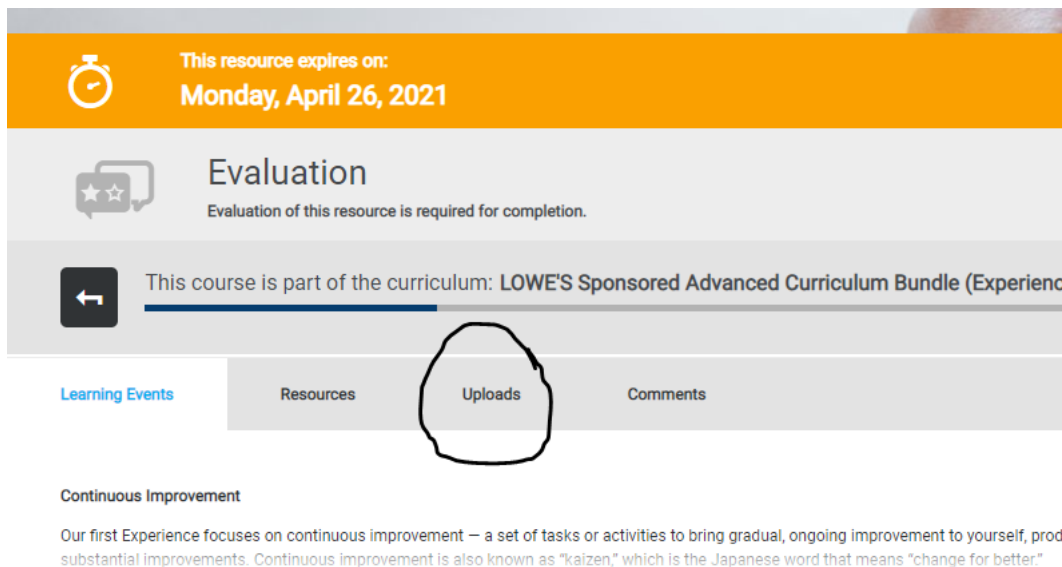 This resource expires on:
Monday, April 26, 2021
Evaluation
Evaluation of this resource is required for completion.
This course is part of the curriculum: LOWE'S Sponsored Advanced Curriculum Bundle (Experienc
Learning Events Resources Uploads Comments
Continuous Improvement
Our first Experience focuses on continuous improvement — a set of tasks or activities to bring gradual, ongoing improvement to yourself, prod
substantial improvements. Continuous improvement is also known as “kaizen,” which is the Japanese word that means “change for better.”